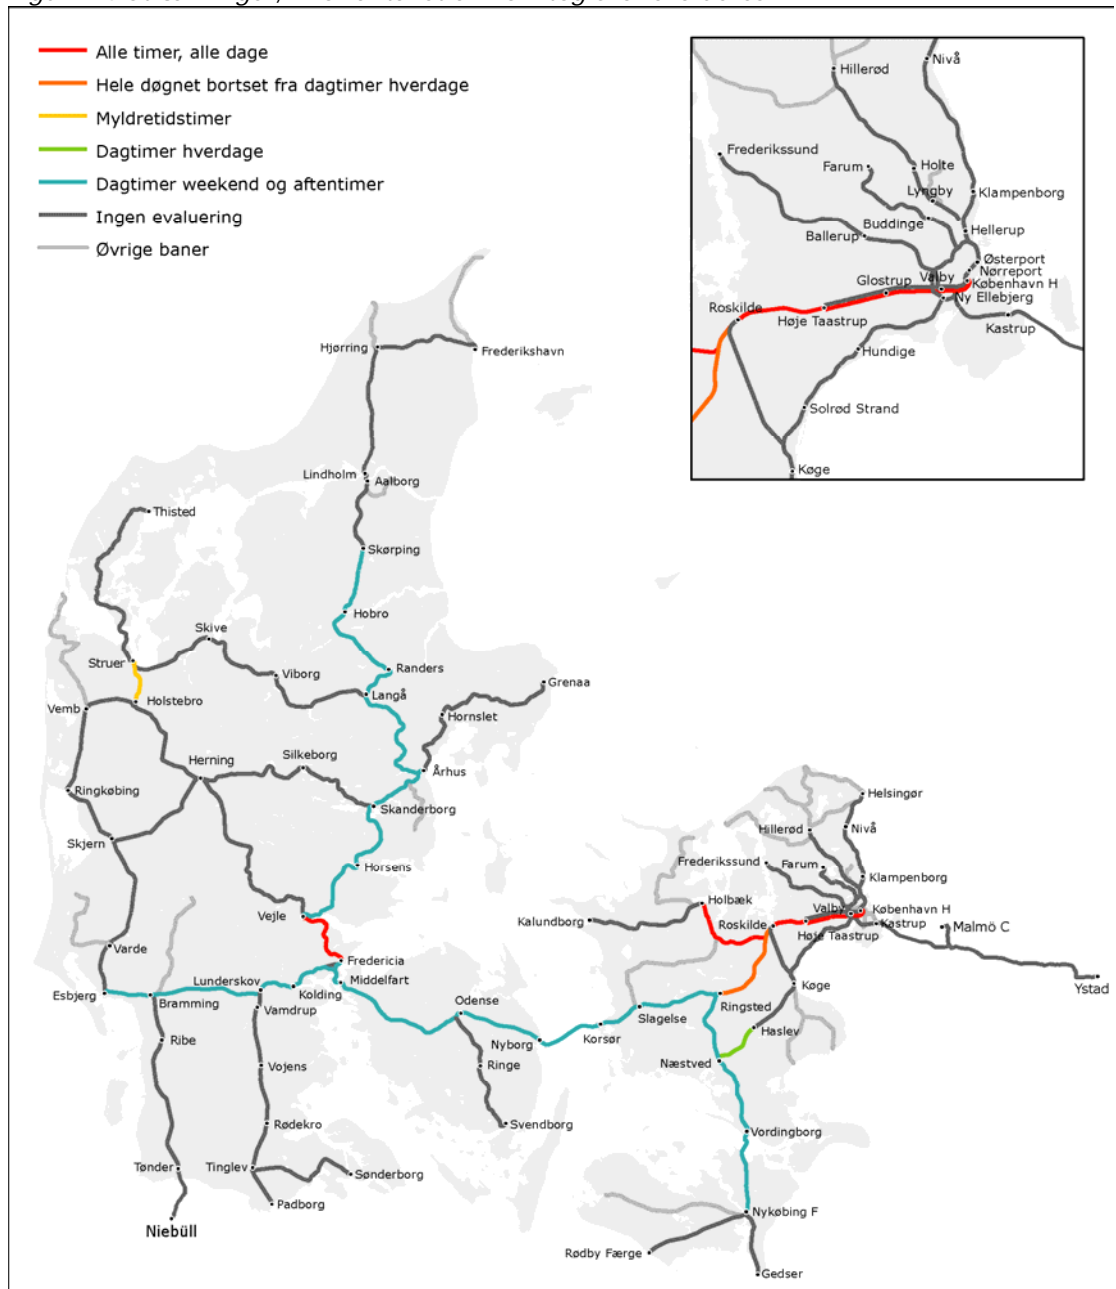 Alle timer, alle dage
Hele døgnet bortset fra dagtimer hverdage
Myldretidstimer
Dagtimer hverdage
Dagtimer weekend og aftentimer
Ingen evaluering
Øvrige baner
Nivå
Hillerød
Frederikssund
Farum
Holte
Lyngby
Klampenborg
Buddinge
Ballerup
Hellerup
Østerport
Nørreport
Valby
København H
Glostrup
Ny Ellebjerg
Roskilde
Høje Taastrup
Kastrup
Hundige
Solrød Strand
Køge
Hjørring
Frederikshavn
Lindholm
Aalborg
Thisted
Skørping
Hobro
Skive
Struer
Randers
Viborg
Grenaa
Langå
Holstebro
Vemb
Hornslet
Herning
Silkeborg
Århus
Ringkøbing
Skanderborg
Helsingør
Skjern
Hillerød
Nivå
Frederikssund
Farum
Horsens
Klampenborg
Holbæk
Vejle
Kalundborg
Valby
København H
Roskilde
Kastrup
Malmö C
Høje Taastrup
Varde
Fredericia
Lunderskov
Middelfart
Køge
Ystad
Esbjerg
Bramming
Kolding
Odense
Ringsted
Vamdrup
Slagelse
Haslev
Korsør
Ribe
Nyborg
Næstved
Vojens
Ringe
Rødekro
Svendborg
Vordingborg
Tønder
Tinglev
Sønderborg
Padborg
Nykøbing F
Niebüll
Rødby Færge
Gedser